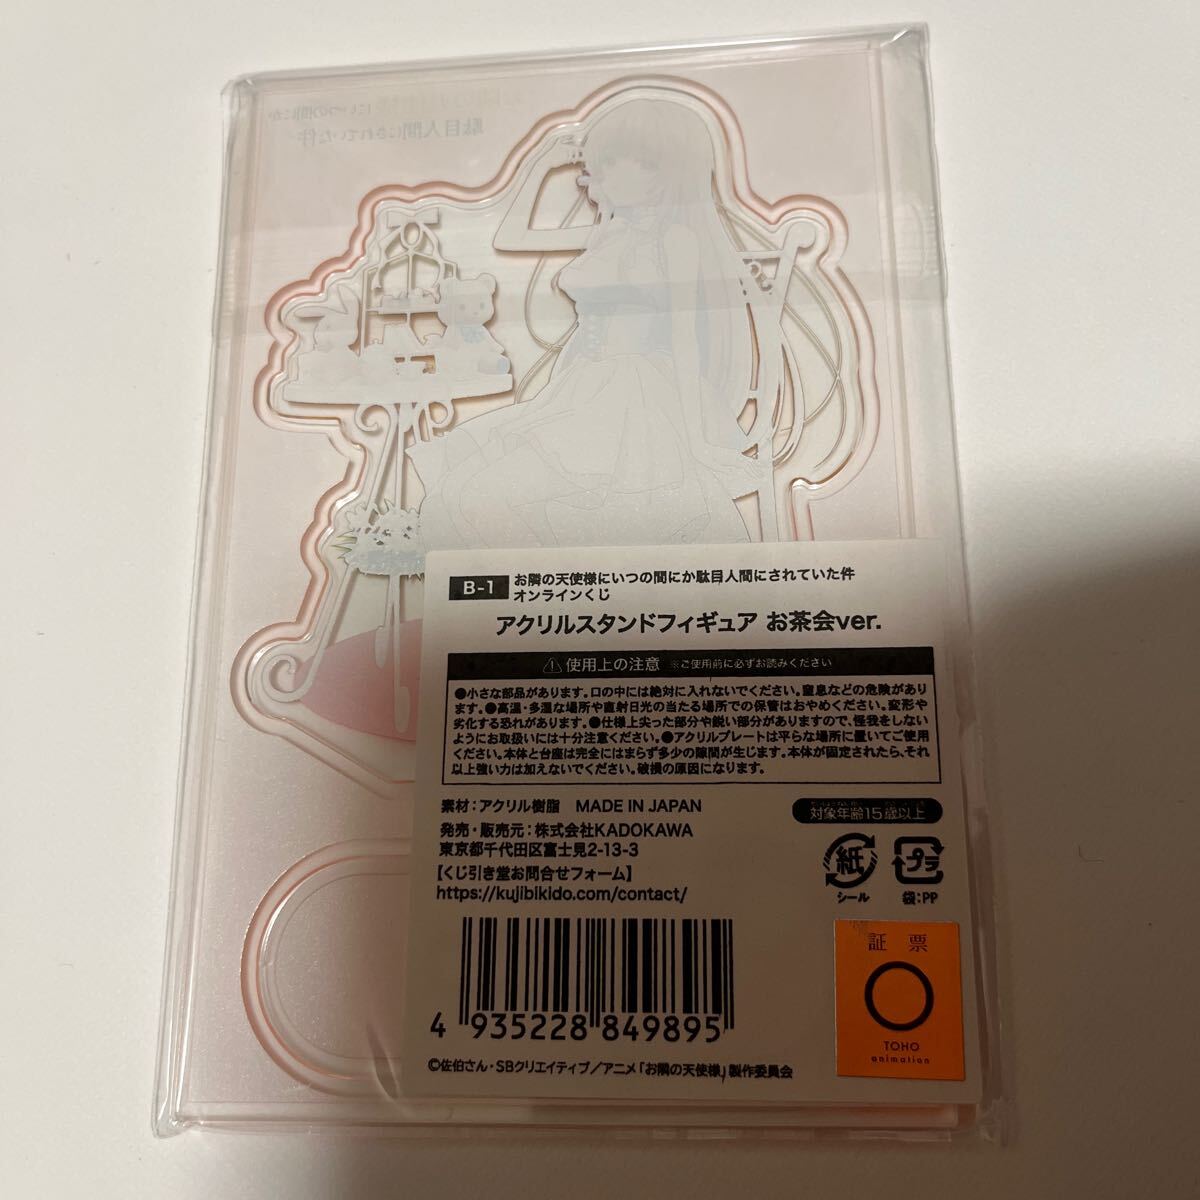 にいつの間にか
駄目人間にされていた件
B-1
お隣の天使様にいつの間にか駄目人間にされていた件
オンラインくじ
アクリルスタンドフィギュア お茶会ver.
使用上の注意 ※ご使用前に必ずお読みください
●小さな部品があります。口の中には絶対に入れないでください。窒息などの危険があり
ます。●高温・多湿な場所や直射日光の当たる場所での保管はおやめください。変形や
劣化する恐れがあります。●仕様上尖った部分や鋭い部分がありますので、怪我をしない
ようにお取扱いには十分注意ください。●アクリルプレートは平らな場所に置いてご使用
ください。本体と台座は完全にはまらず多少の隙間が生じます。本体が固定されたら、それ
以上強い力は加えないでください。破損の原因になります。
素材：アクリル樹脂 MADE IN JAPAN
対象年齢15歳以上
発売・販売元：株式会社KADOKAWA
東京都千代田区富士見2-13-3
【くじ引き堂お問合せフォーム】
https://kujibikido.com/contact/
紙
シール
プラ
袋：PP
4 935228 849895
証 票
TOHO
animation
©佐伯さん・SBクリエイティブ／アニメ「お隣の天使様」製作委員会